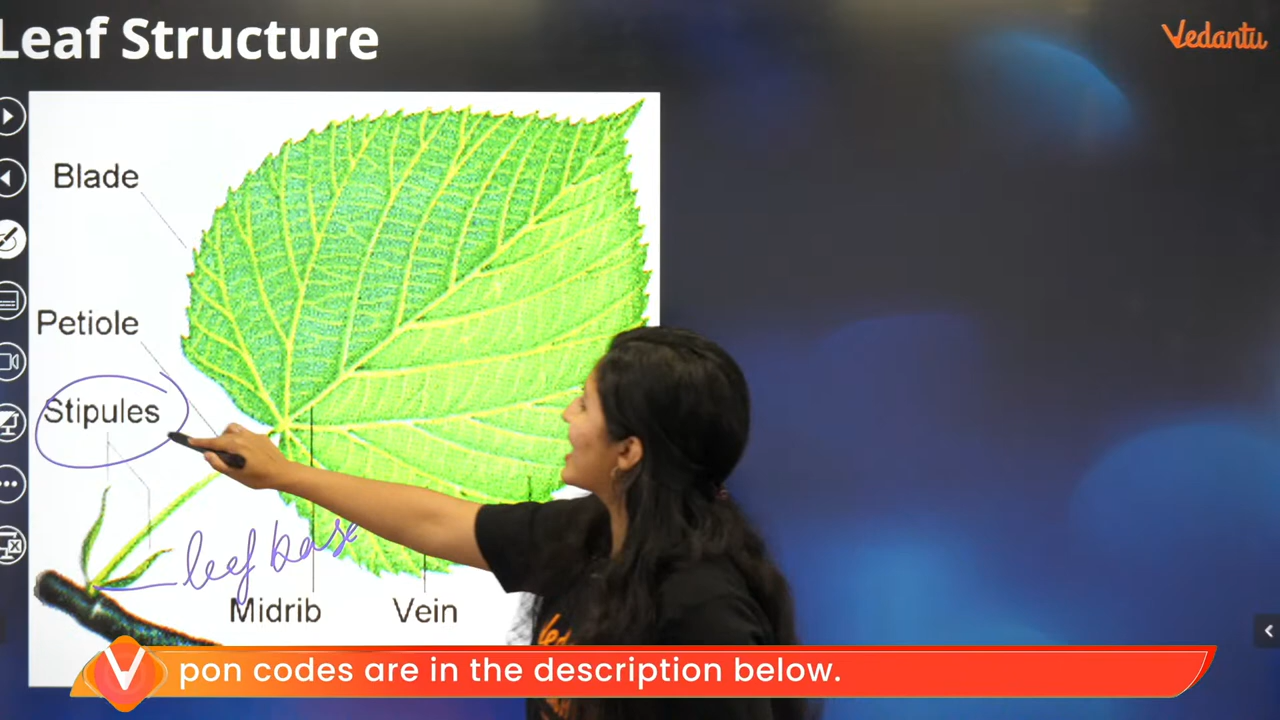 Leaf Structure
Vedantu
Blade
Petiole
Stipules
leaf base
Midrib
Vein
pon codes are in the description below.